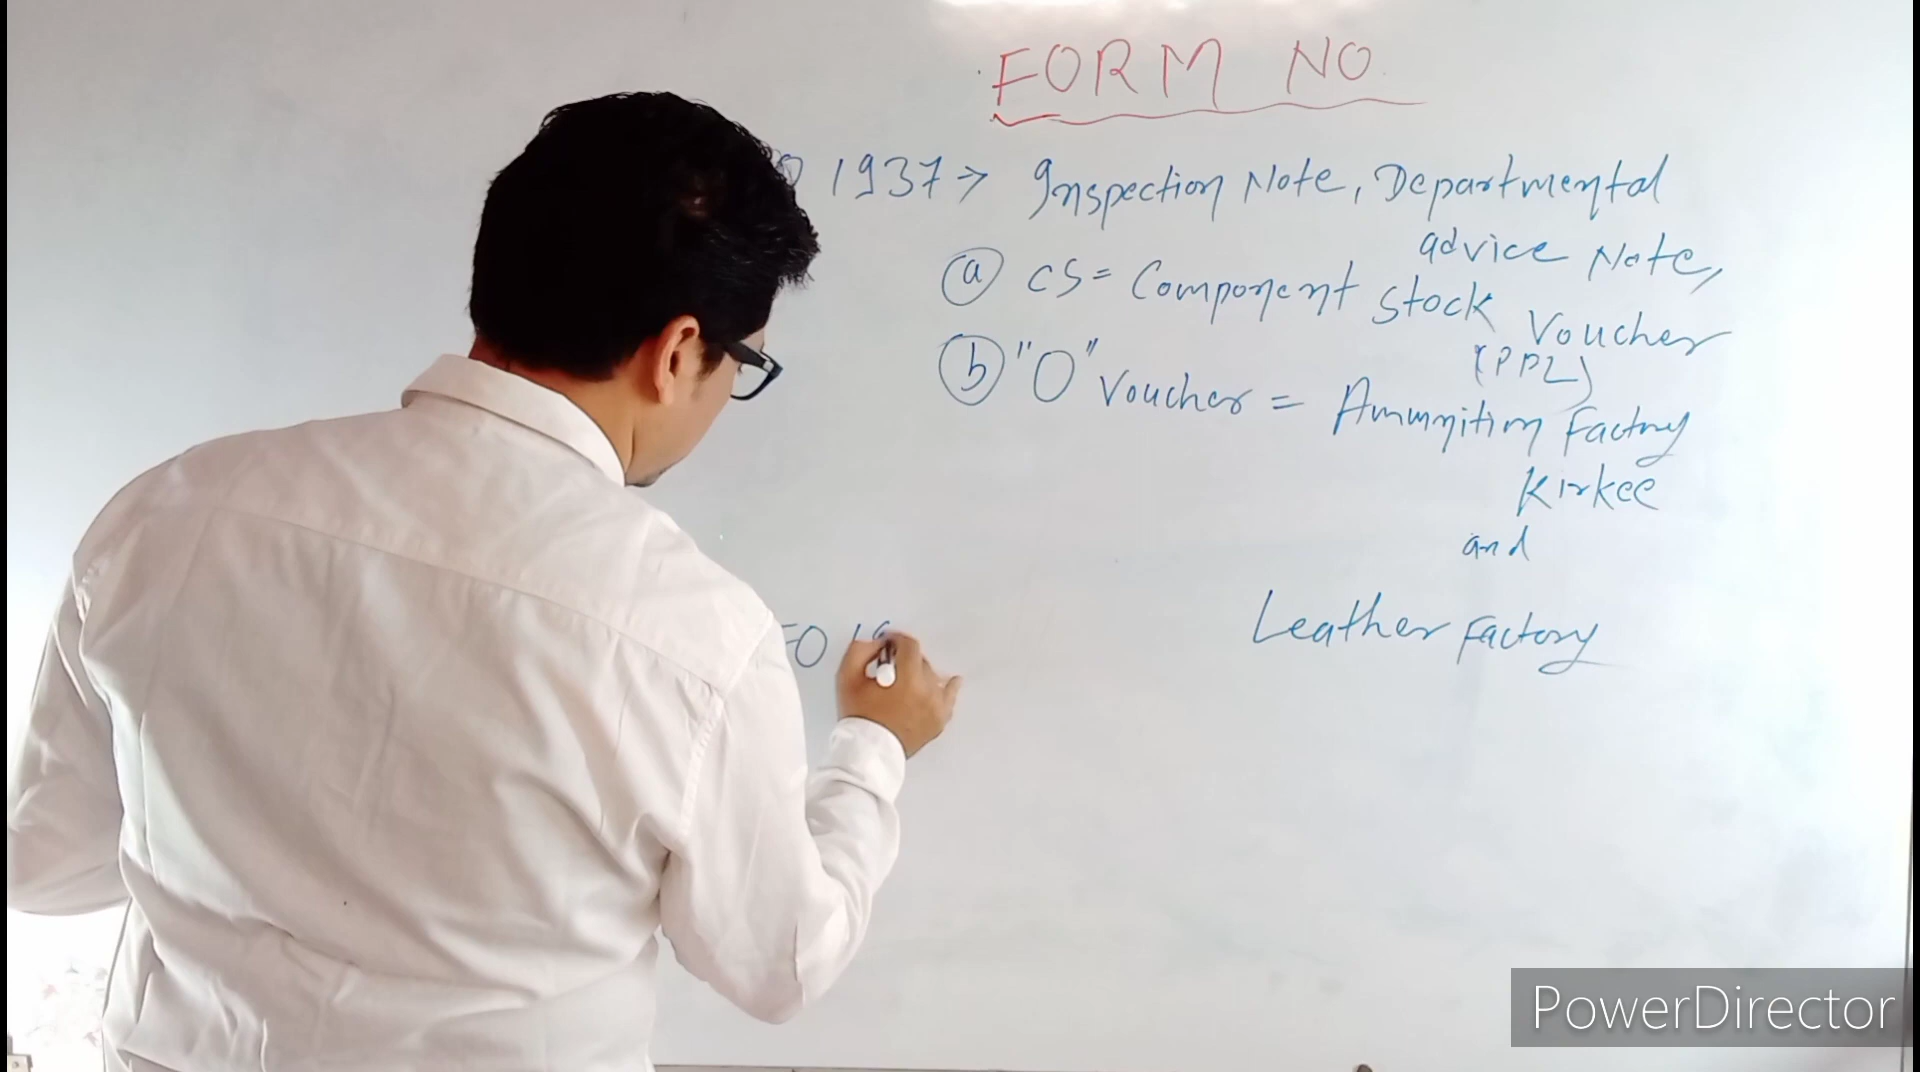 FORM NO
1937 → Inspection Note, Departmental
advice Note,
(a) CS = Component Stock Voucher
(PPL)
(b) "O" Voucher = Ammunition Factory
Kirkee
and
Leather Factory
FO 19
PowerDirector